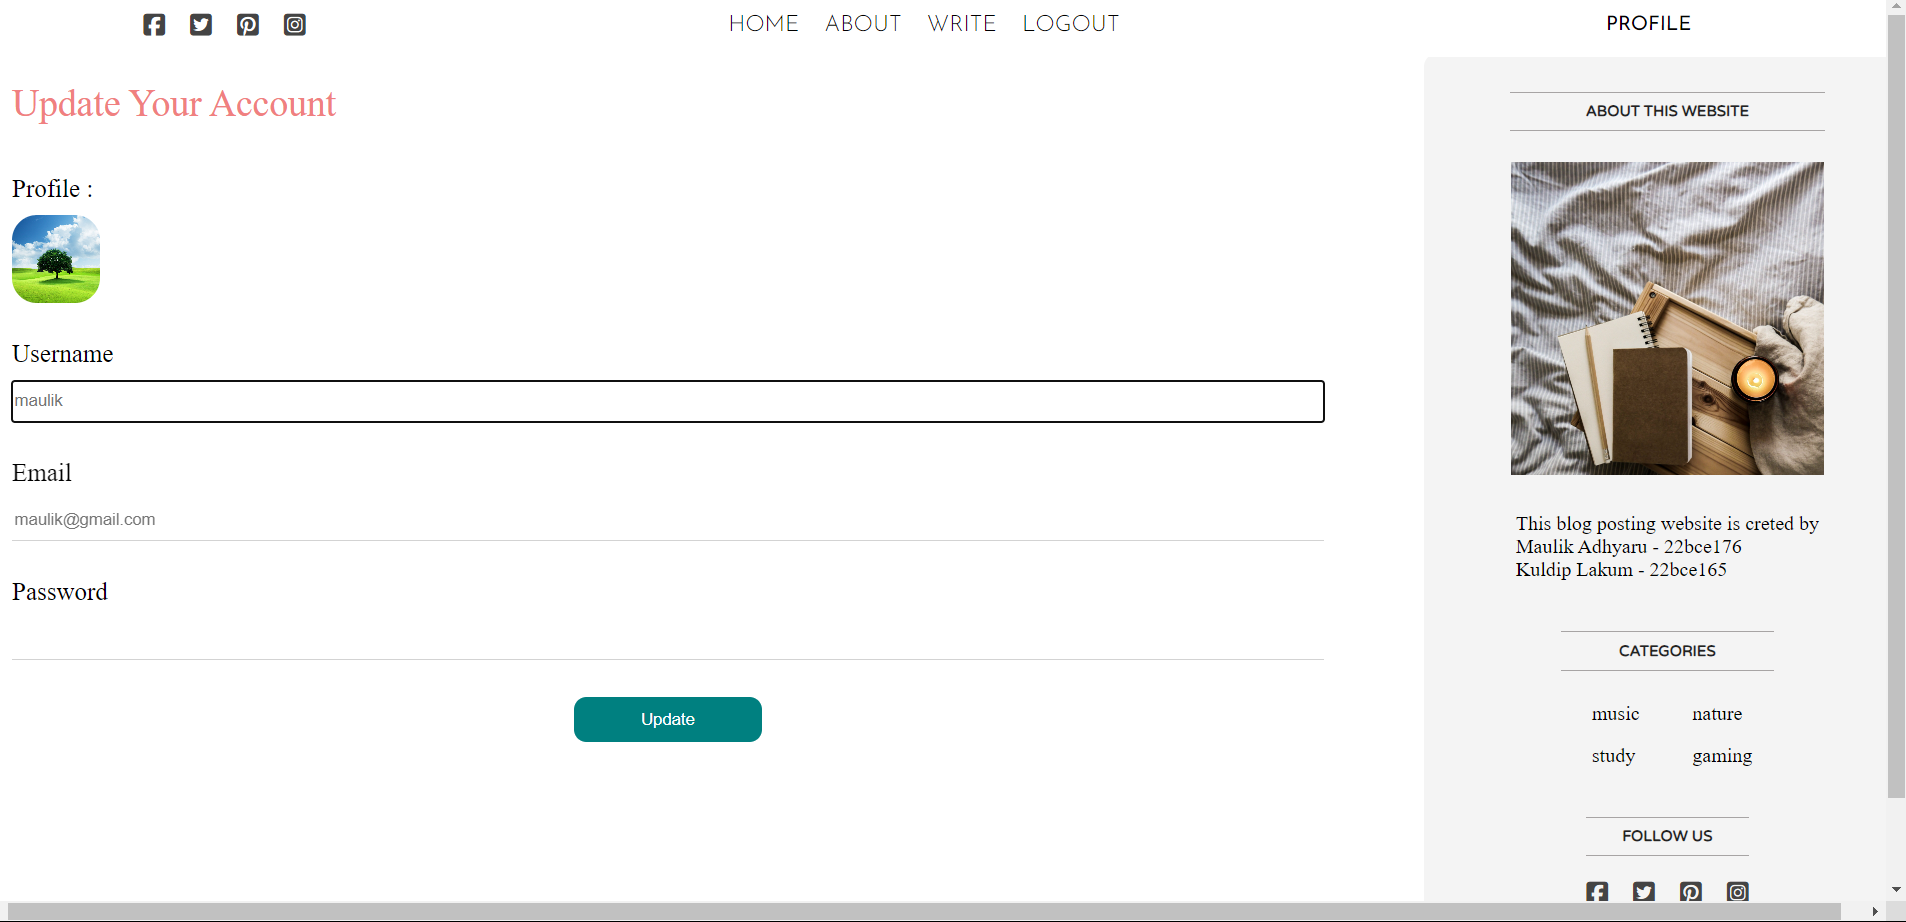 HOME ABOUT WRITE LOGOUT
PROFILE
Update Your Account
Profile :
Username
maulik
Email
maulik@gmail.com
Password
Update
ABOUT THIS WEBSITE
This blog posting website is creted by
Maulik Adhyaru - 22bce176
Kuldip Lakum - 22bce165
CATEGORIES
music nature
study gaming
FOLLOW US